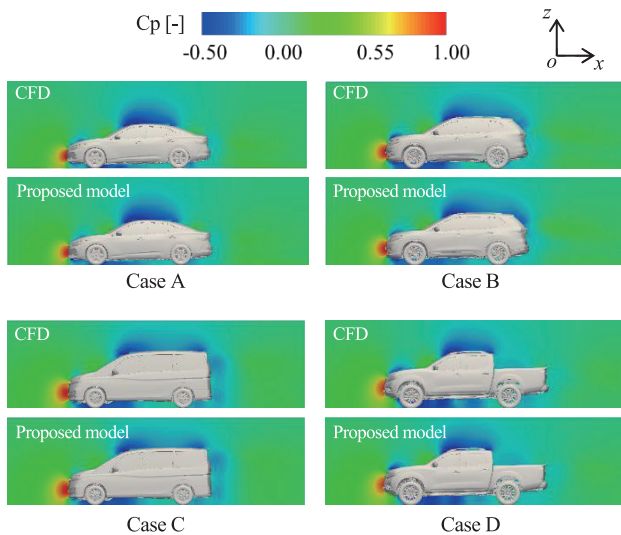 Cp [-]
-0.50 0.00 0.55 1.00
z
o x
CFD
CFD
Proposed model
Proposed model
Case A
Case B
CFD
CFD
Proposed model
Proposed model
Case C
Case D